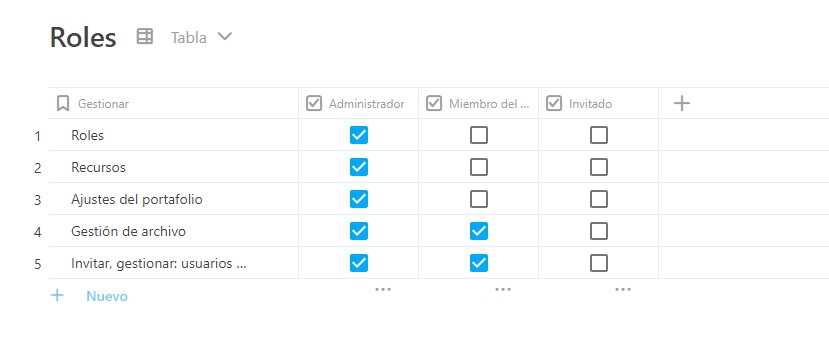 Roles Tabla
Gestionar Administrador Miembro del ... Invitado
1 Roles
2 Recursos
3 Ajustes del portafolio
4 Gestión de archivo
5 Invitar, gestionar: usuarios ...
+ Nuevo